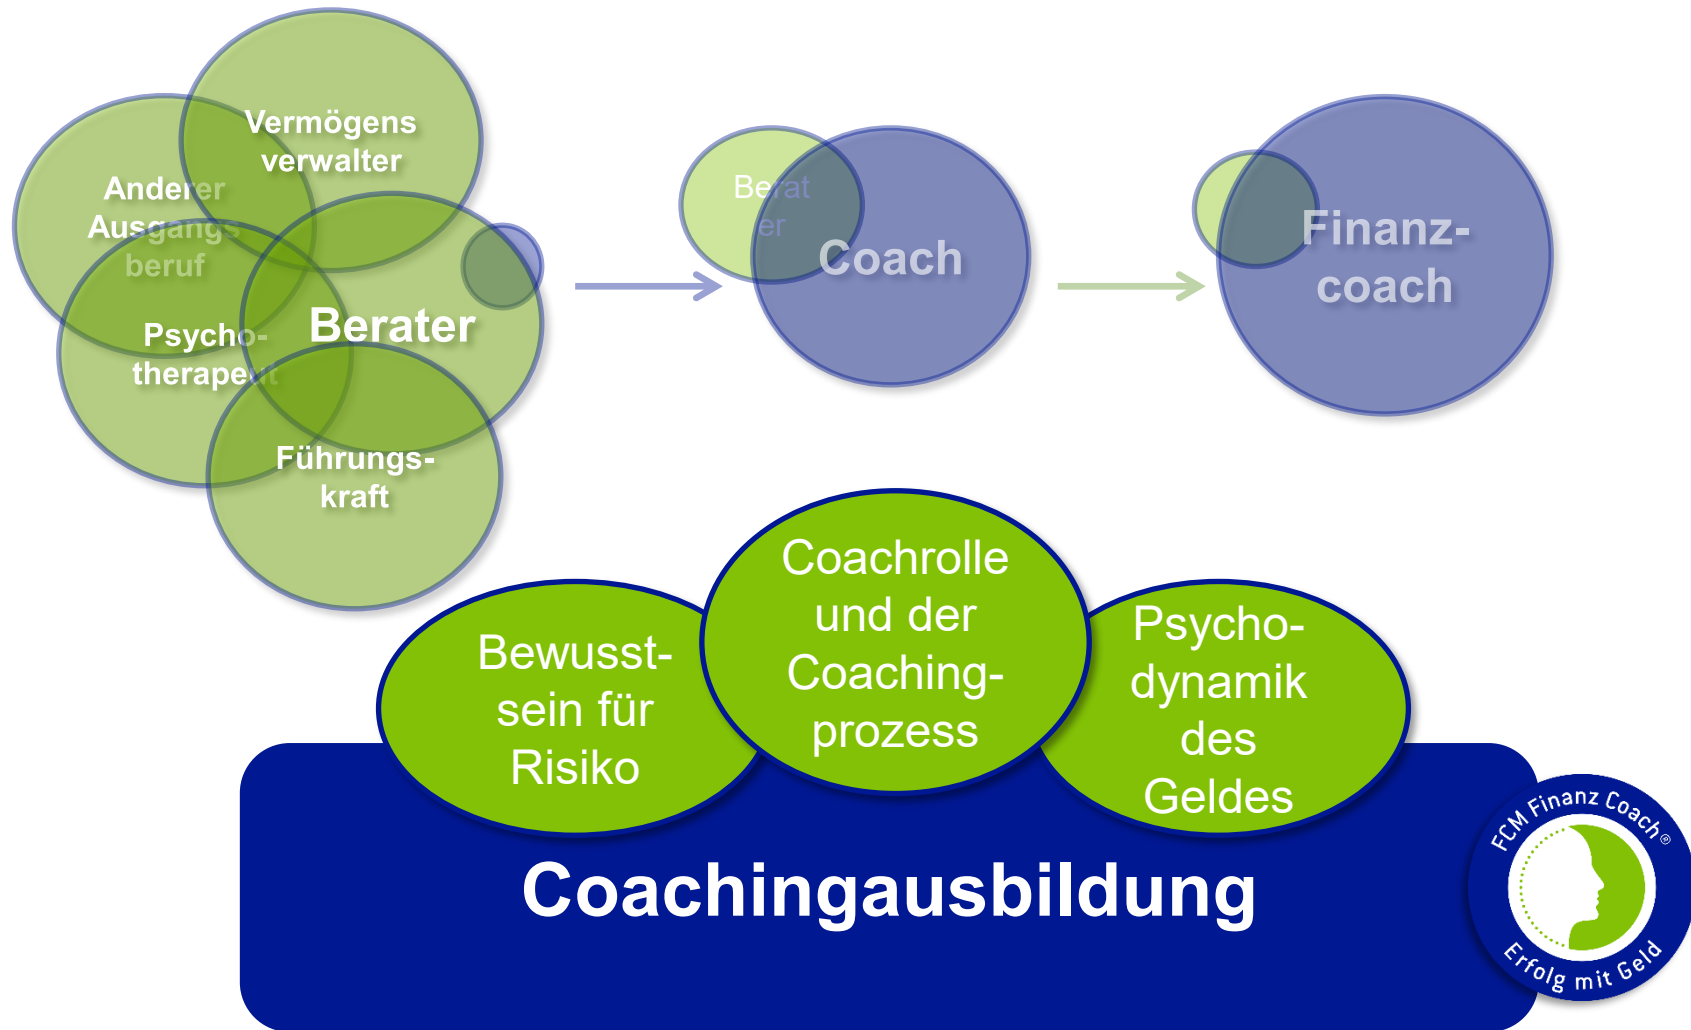 Vermögens
verwalter
Anderer
Ausgangs
beruf
Psycho-
therapeut
Berater
Führungs-
kraft
Berat
er
Coach
Finanz-
coach
Bewusst-
sein für
Risiko
Coachrolle
und der
Coaching-
prozess
Psycho-
dynamik
des
Geldes
Coachingausbildung
FCM Finanz Coach®
Erfolg mit Geld